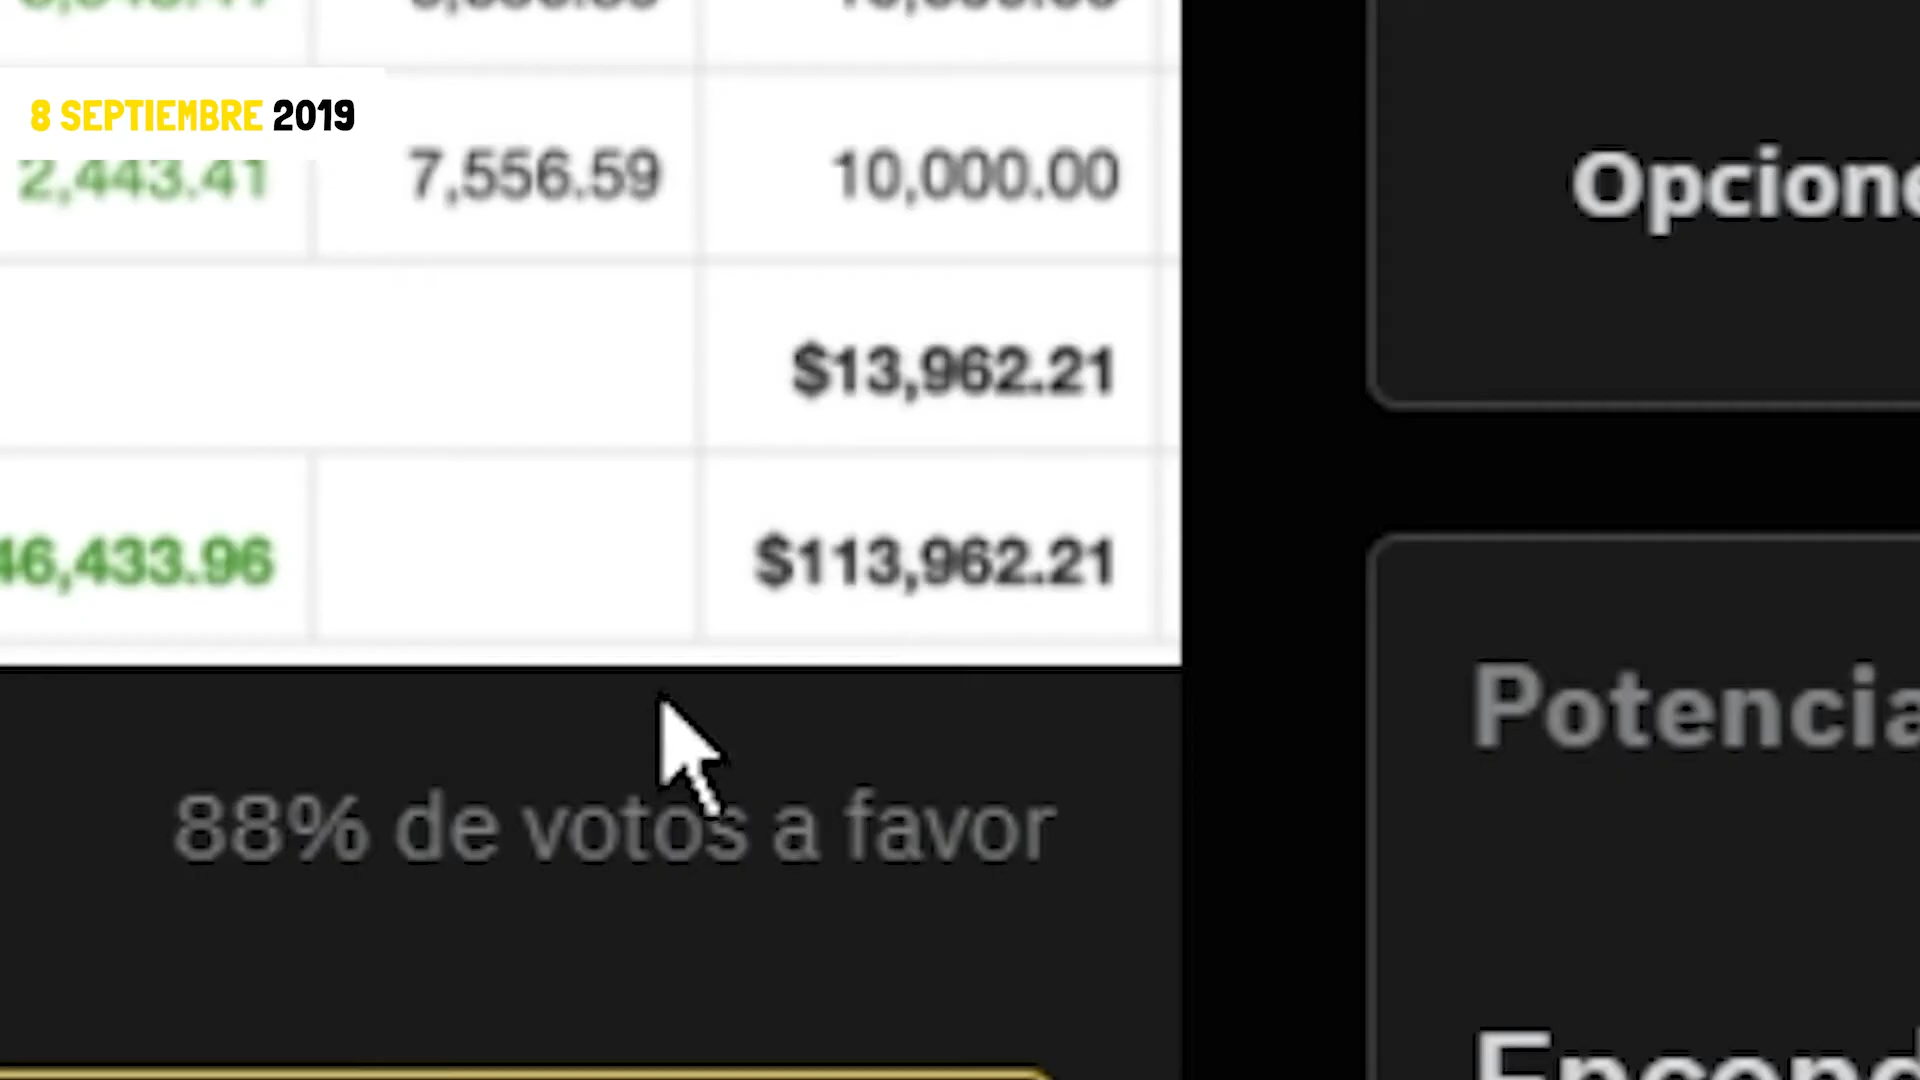 8 SEPTIEMBRE 2019
2,443.41 7,556.59 10,000.00
$13,962.21
46,433.96 $113,962.21
88% de votos a favor
Opcione
Potencia